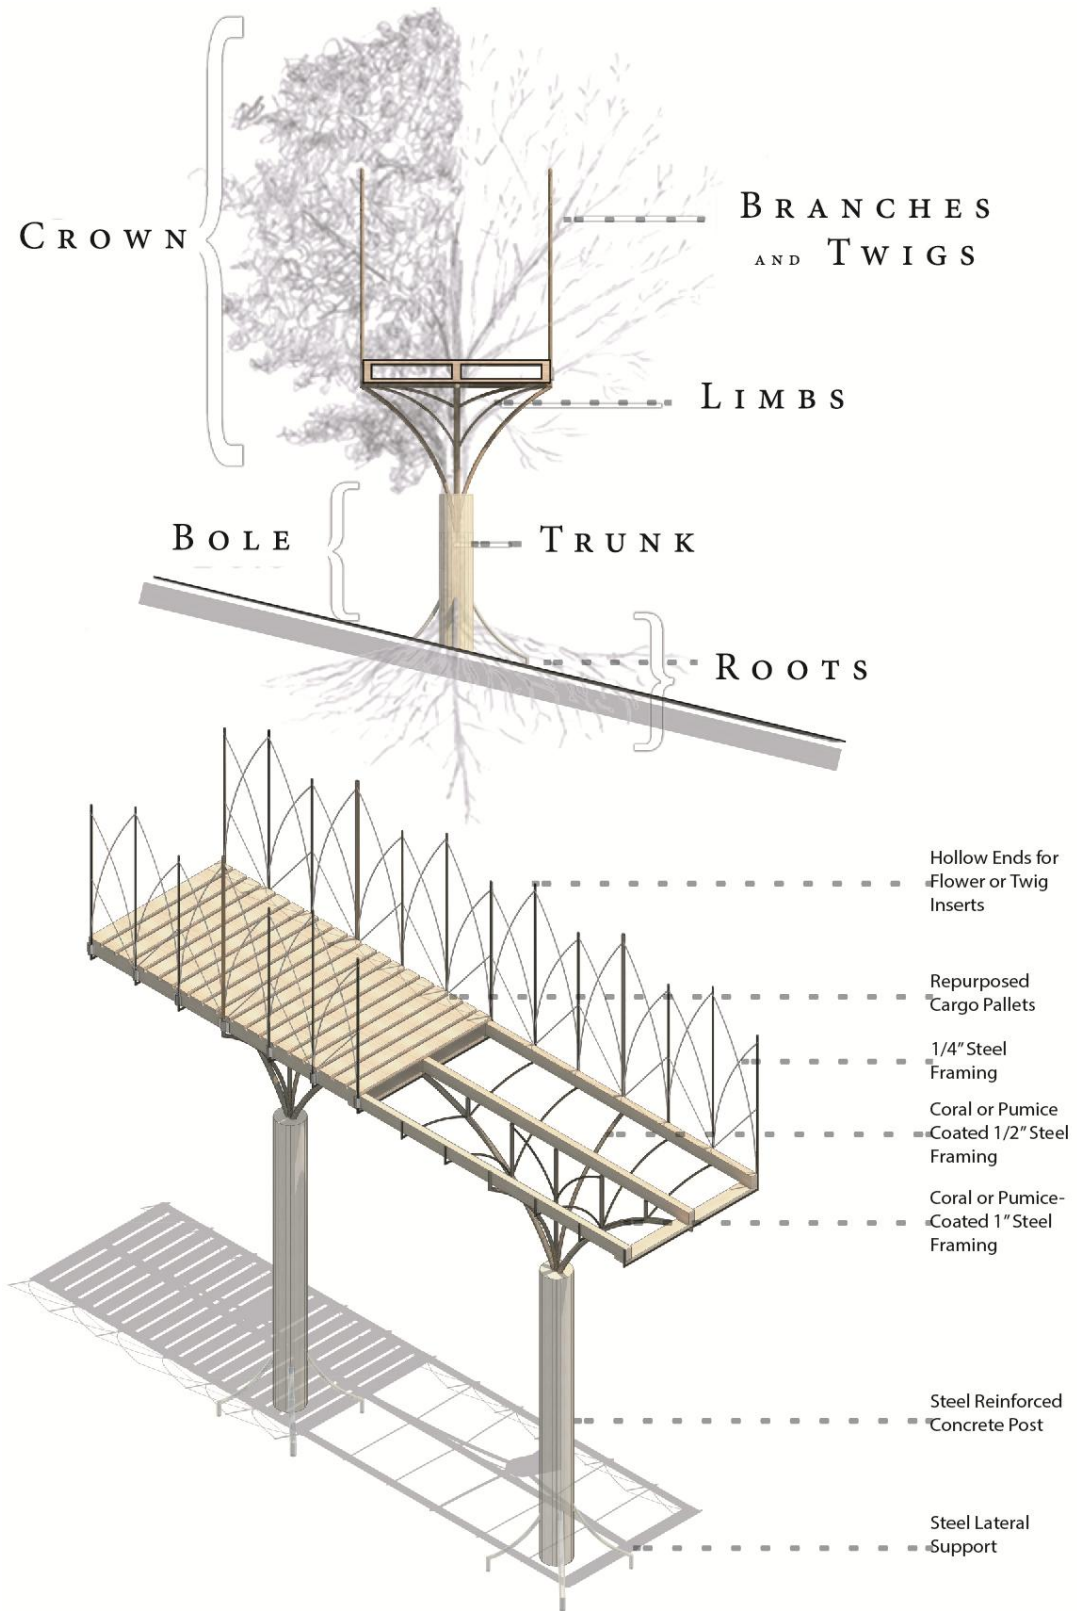 CROWN
BRANCHES
AND TWIGS
LIMBS
BOLE
TRUNK
ROOTS
Hollow Ends for
Flower or Twig
Inserts
Repurposed
Cargo Pallets
1/4" Steel
Framing
Coral or Pumice
Coated 1/2" Steel
Framing
Coral or Pumice-
Coated 1" Steel
Framing
Steel Reinforced
Concrete Post
Steel Lateral
Support